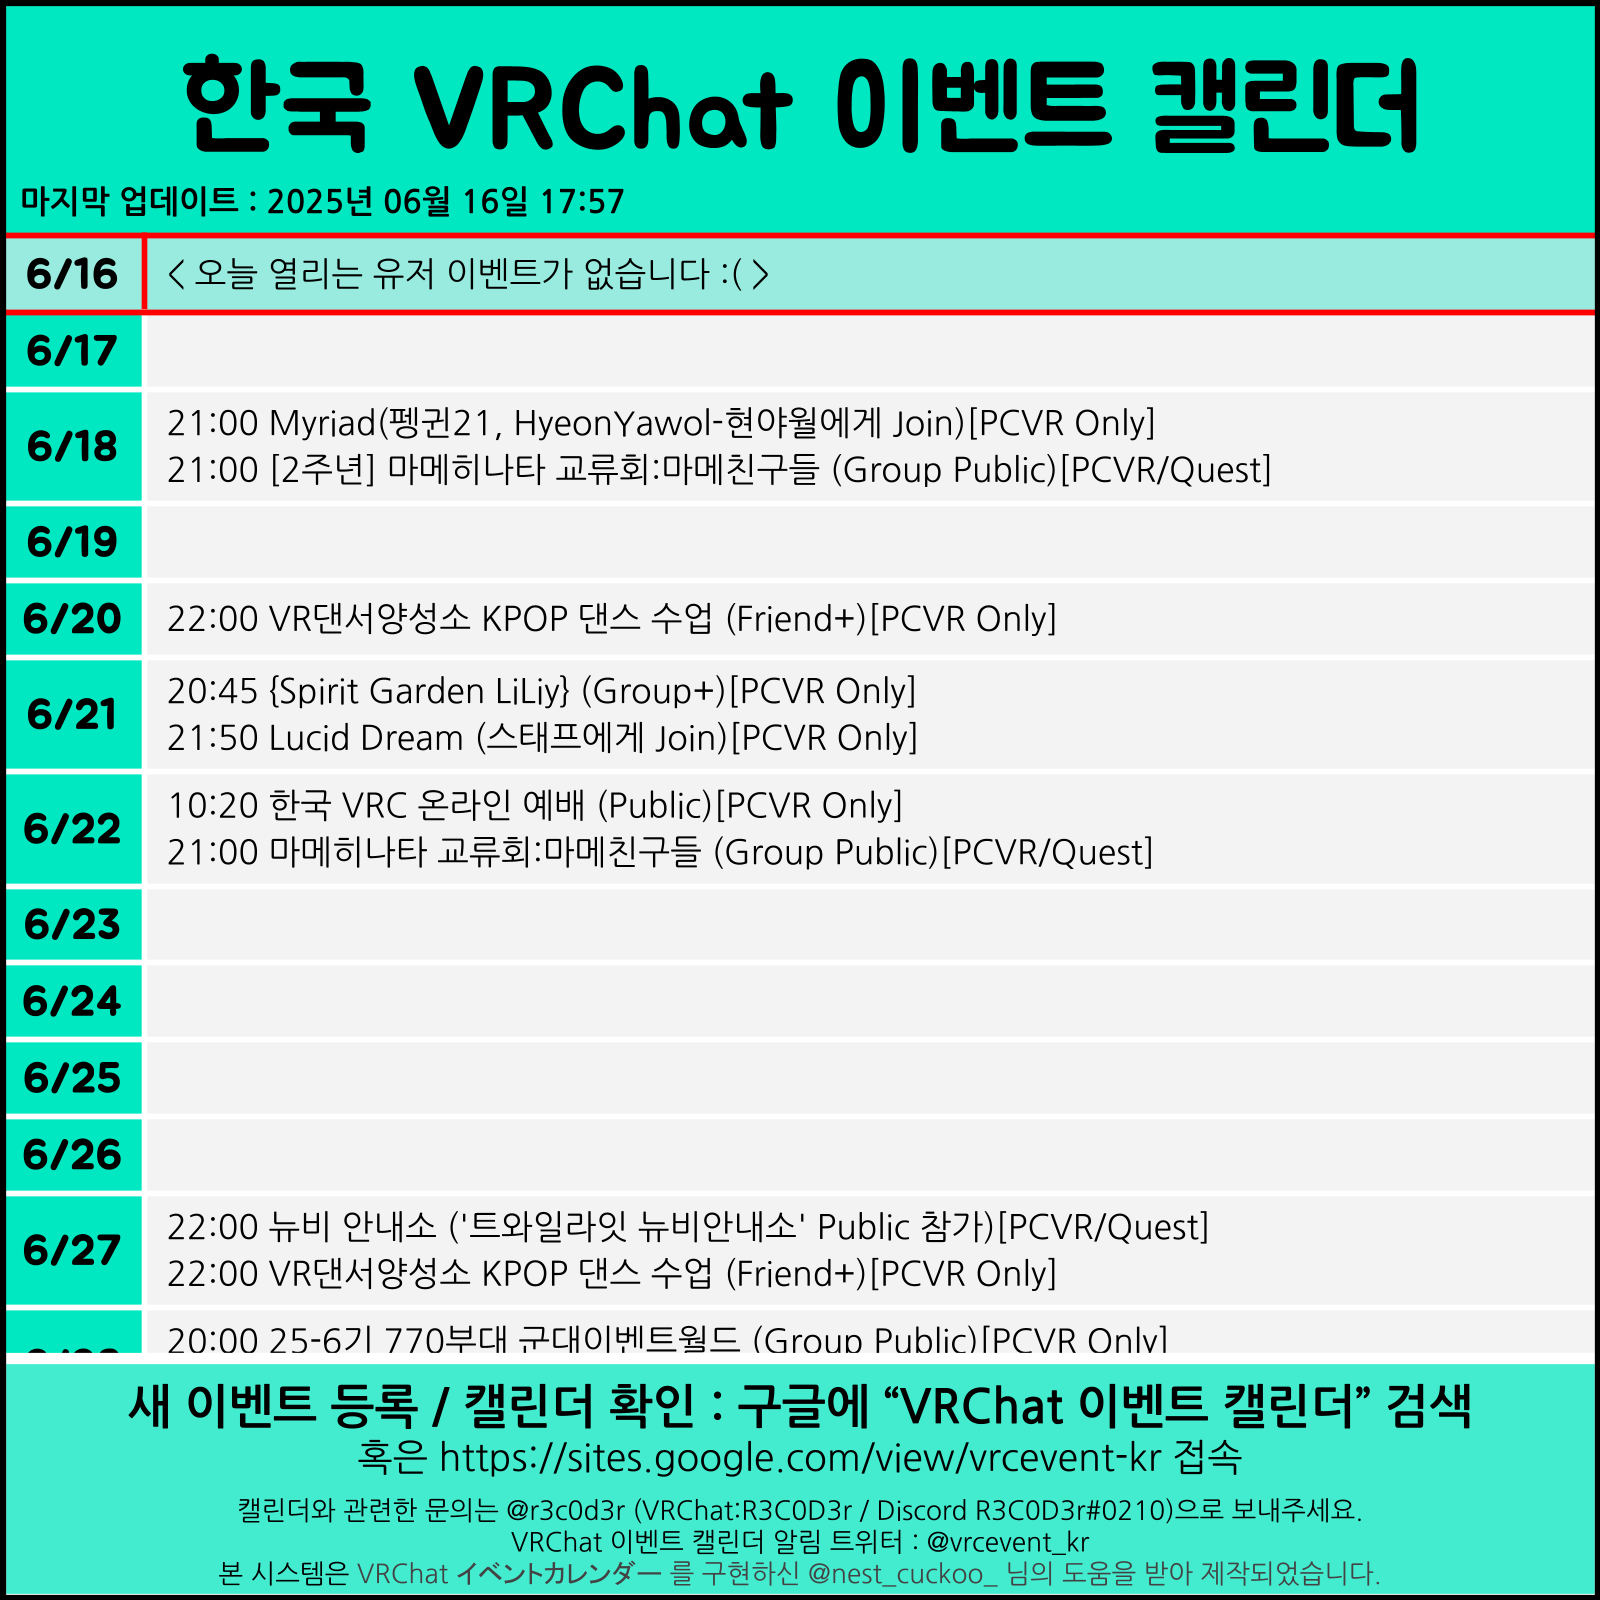 한국 VRChat 이벤트 캘린더
마지막 업데이트 : 2025년 06월 16일 17:57
6/16
< 오늘 열리는 유저 이벤트가 없습니다 :( >
6/17
6/18
21:00 Myriad(펭귄21, HyeonYawol-현야월에게 Join)[PCVR Only]
21:00 [2주년] 마메히나타 교류회:마메친구들 (Group Public)[PCVR/Quest]
6/19
6/20
22:00 VR댄서양성소 KPOP 댄스 수업 (Friend+)[PCVR Only]
6/21
20:45 {Spirit Garden LiLiy} (Group+)[PCVR Only]
21:50 Lucid Dream (스태프에게 Join)[PCVR Only]
6/22
10:20 한국 VRC 온라인 예배 (Public)[PCVR Only]
21:00 마메히나타 교류회:마메친구들 (Group Public)[PCVR/Quest]
6/23
6/24
6/25
6/26
6/27
22:00 뉴비 안내소 ('트와일라잇 뉴비안내소' Public 참가)[PCVR/Quest]
22:00 VR댄서양성소 KPOP 댄스 수업 (Friend+)[PCVR Only]
20:00 25-6기 770부대 군대이벤트월드 (Group Public)[PCVR Only]
새 이벤트 등록 / 캘린더 확인 : 구글에 “VRChat 이벤트 캘린더” 검색
혹은 https://sites.google.com/view/vrcevent-kr 접속
캘린더와 관련한 문의는 @r3c0d3r (VRChat:R3C0D3r / Discord R3C0D3r#0210)으로 보내주세요.
VRChat 이벤트 캘린더 알림 트위터 : @vrcevent_kr
본 시스템은 VRChat イベントカレンダー 를 구현하신 @nest_cuckoo_ 님의 도움을 받아 제작되었습니다.